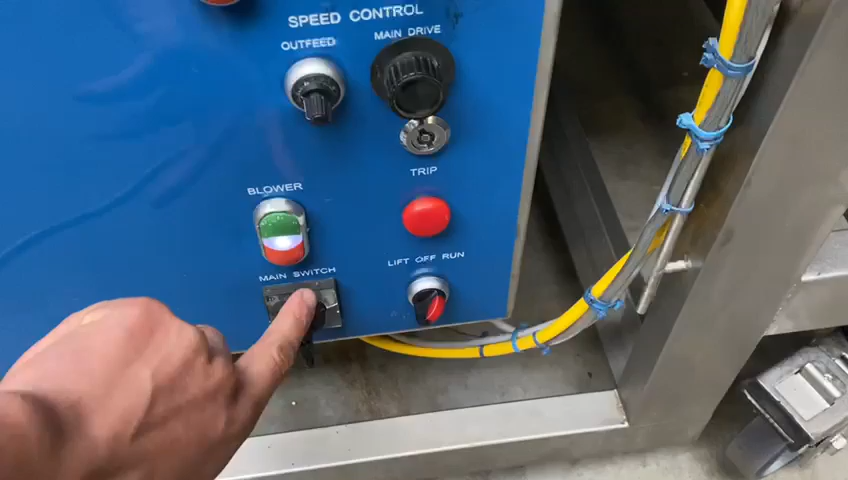 SPEED CONTROL
OUTFEED
MAIN DRIVE
TRIP
BLOWER
LIFT OFF RUN
MAIN SWITCH